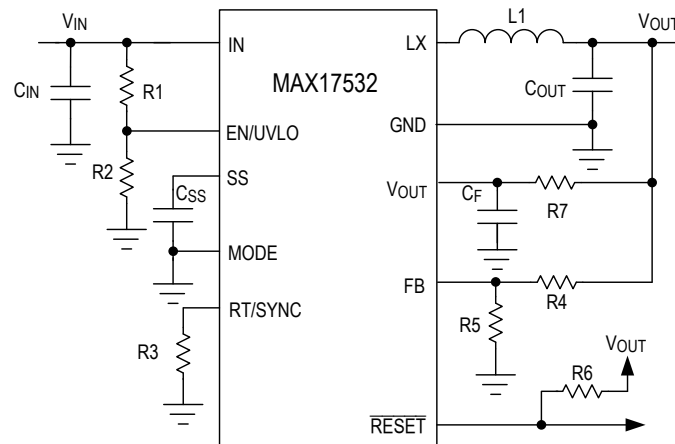 VIN
IN
LX
L1
VOUT
CIN
R1
MAX17532
COUT
EN/UVLO
GND
R2
SS
CSS
VOUT
CF
R7
MODE
FB
R4
RT/SYNC
R5
R3
VOUT
R6
RESET